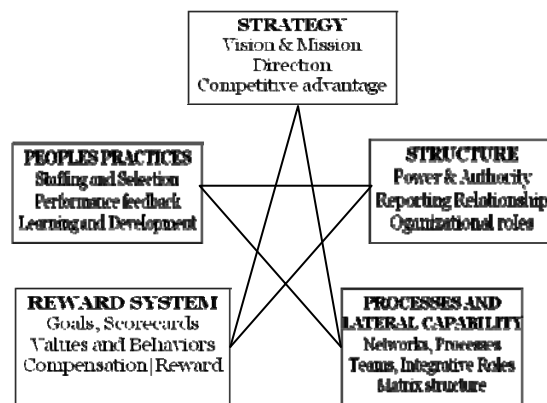 STRATEGY
Vision & Mission
Direction
Competitive advantage
PEOPLES PRACTICES
Staffing and Selection
Performance feedback
Learning and Development
STRUCTURE
Power & Authority
Reporting Relationship
Oganizational roles
REWARD SYSTEM
Goals, Scorecards
Values and Behaviors
Compensation|Reward
PROCESSES AND
LATERAL CAPABILITY
Networks, Processes
Teams, Integrative Roles
Matrix structure